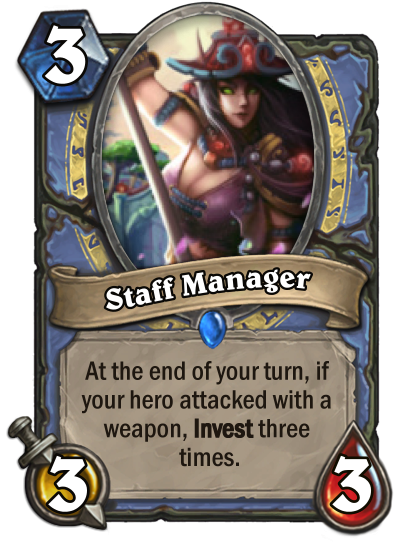 3
Staff Manager
At the end of your turn, if
your hero attacked with a
weapon, Invest three
times.
3
3